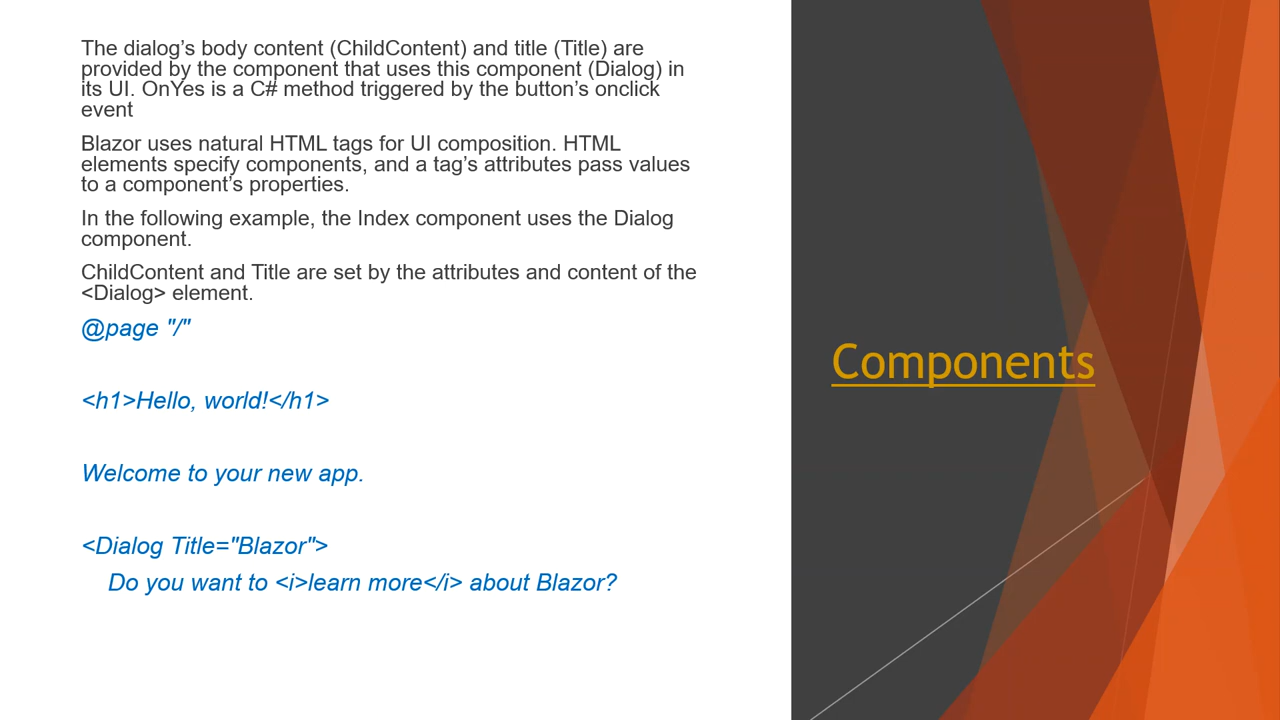 The dialog’s body content (ChildContent) and title (Title) are
provided by the component that uses this component (Dialog) in
its UI. OnYes is a C# method triggered by the button’s onclick
event
Blazor uses natural HTML tags for UI composition. HTML
elements specify components, and a tag’s attributes pass values
to a component’s properties.
In the following example, the Index component uses the Dialog
component.
ChildContent and Title are set by the attributes and content of the
<Dialog> element.
@page "/"
<h1>Hello, world!</h1>
Welcome to your new app.
<Dialog Title="Blazor">
Do you want to <i>learn more</i> about Blazor?
Components